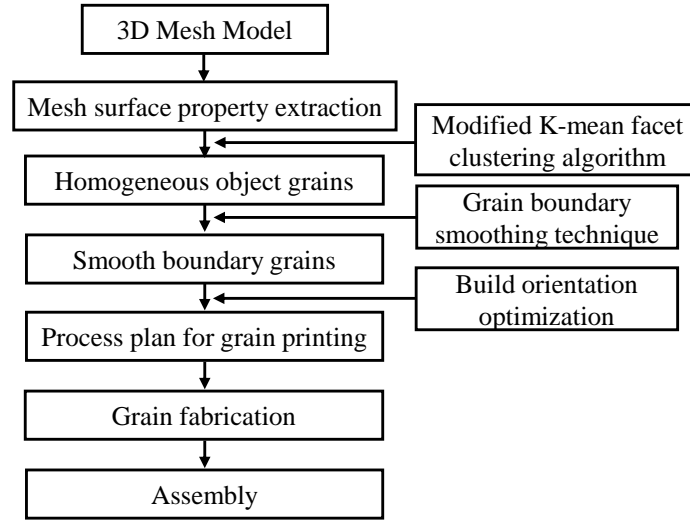 3D Mesh Model
Mesh surface property extraction
Modified K-mean facet
clustering algorithm
Homogeneous object grains
Grain boundary
smoothing technique
Smooth boundary grains
Build orientation
optimization
Process plan for grain printing
Grain fabrication
Assembly